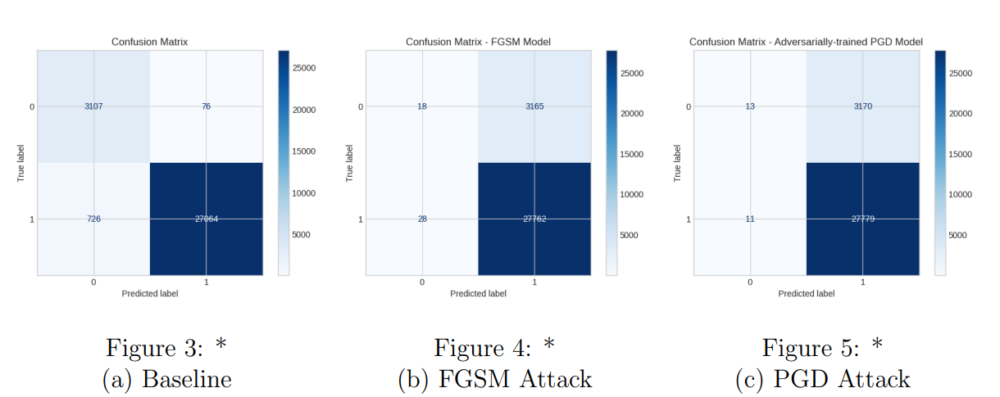 Confusion Matrix
True label
0
3107
76
1
726
27064
0
1
Predicted label
25000
20000
15000
10000
5000
Figure 3: *
(a) Baseline
Confusion Matrix - FGSM Model
True label
0
18
3165
1
28
27762
0
1
Predicted label
25000
20000
15000
10000
5000
Figure 4: *
(b) FGSM Attack
Confusion Matrix - Adversarially-trained PGD Model
True label
0
13
3170
1
11
27779
0
1
Predicted label
25000
20000
15000
10000
5000
Figure 5: *
(c) PGD Attack